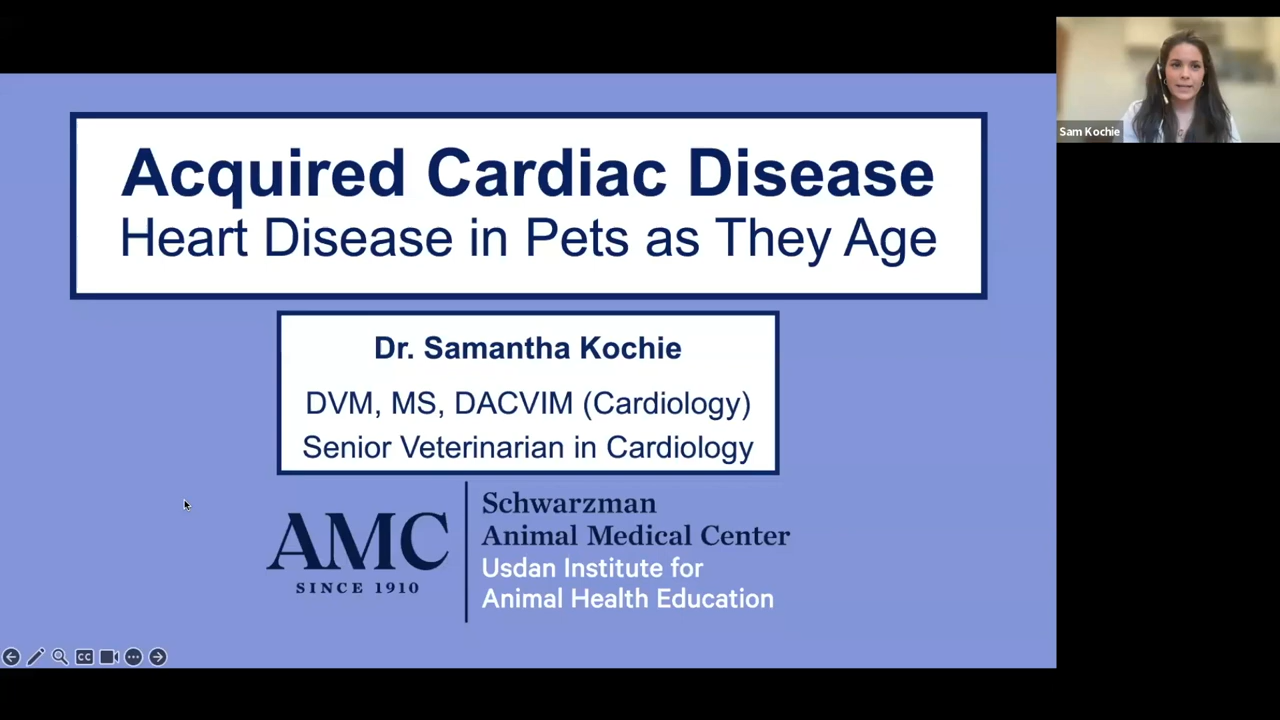 Acquired Cardiac Disease
Heart Disease in Pets as They Age
Dr. Samantha Kochie
DVM, MS, DACVIM (Cardiology)
Senior Veterinarian in Cardiology
AMC
SINCE 1910
Schwarzman
Animal Medical Center
Usdan Institute for
Animal Health Education
Sam Kochie
CC